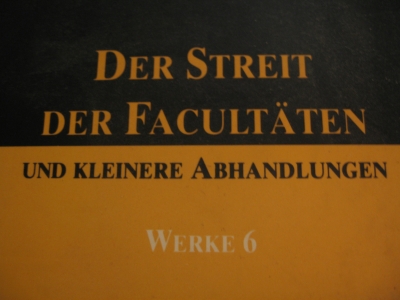 DER STREIT
DER FACULTÄTEN
UND KLEINERE ABHANDLUNGEN
WERKE 6